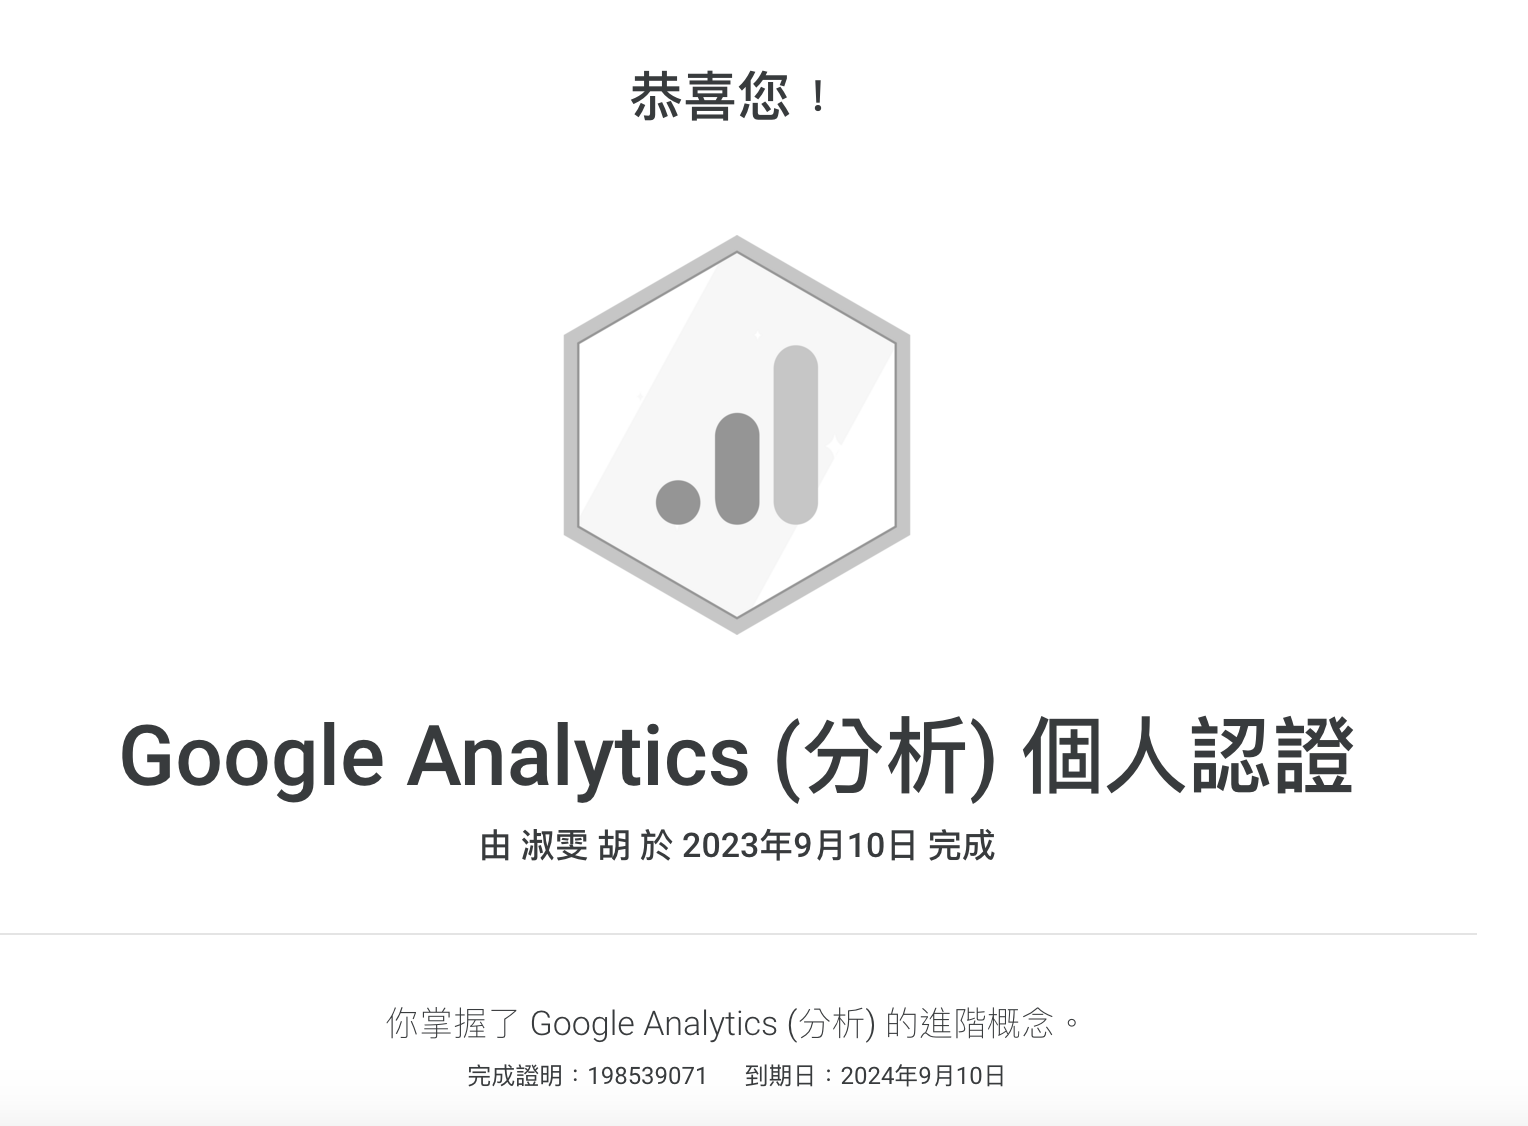 恭喜您！
Google Analytics (分析) 個人認證
由 淑雯 胡 於 2023年9月10日 完成
你掌握了 Google Analytics (分析) 的進階概念。
完成證明：198539071 到期日：2024年9月10日